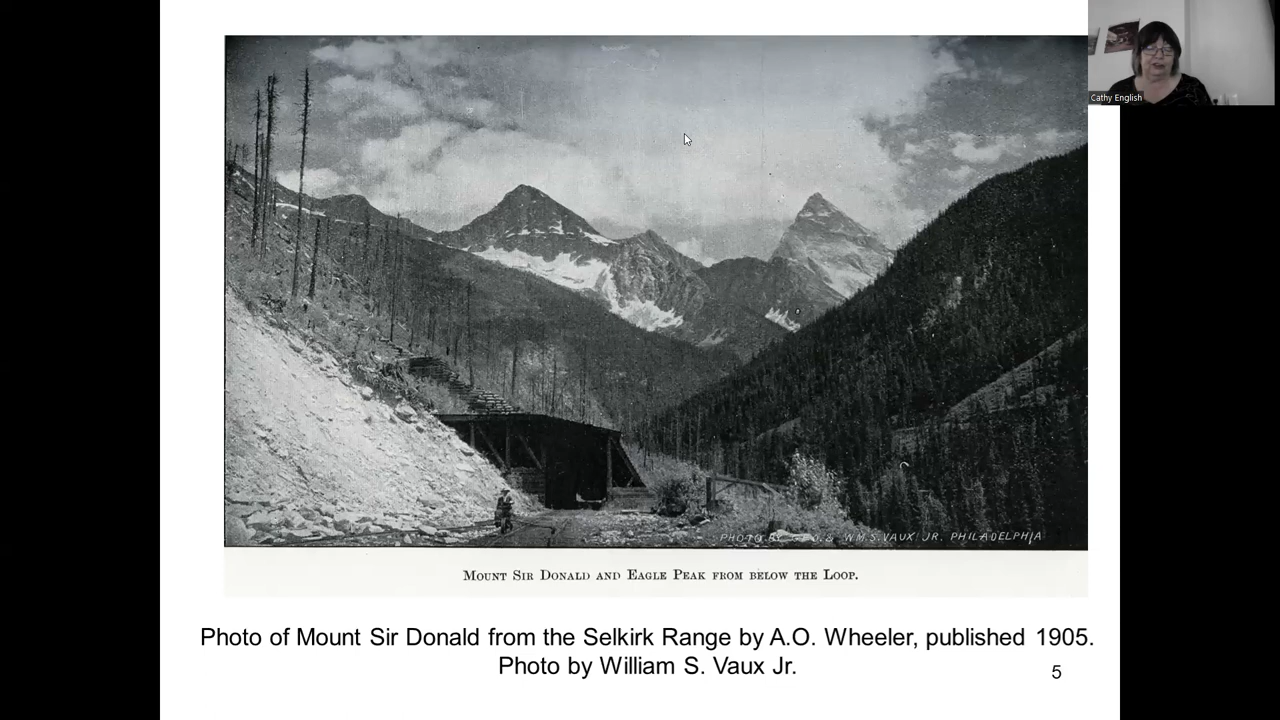 Cathy English
PHOTO BY GEO. & WM. S. VAUX JR. PHILADELPHIA
MOUNT SIR DONALD AND EAGLE PEAK FROM BELOW THE LOOP.
Photo of Mount Sir Donald from the Selkirk Range by A.O. Wheeler, published 1905.
Photo by William S. Vaux Jr.
5